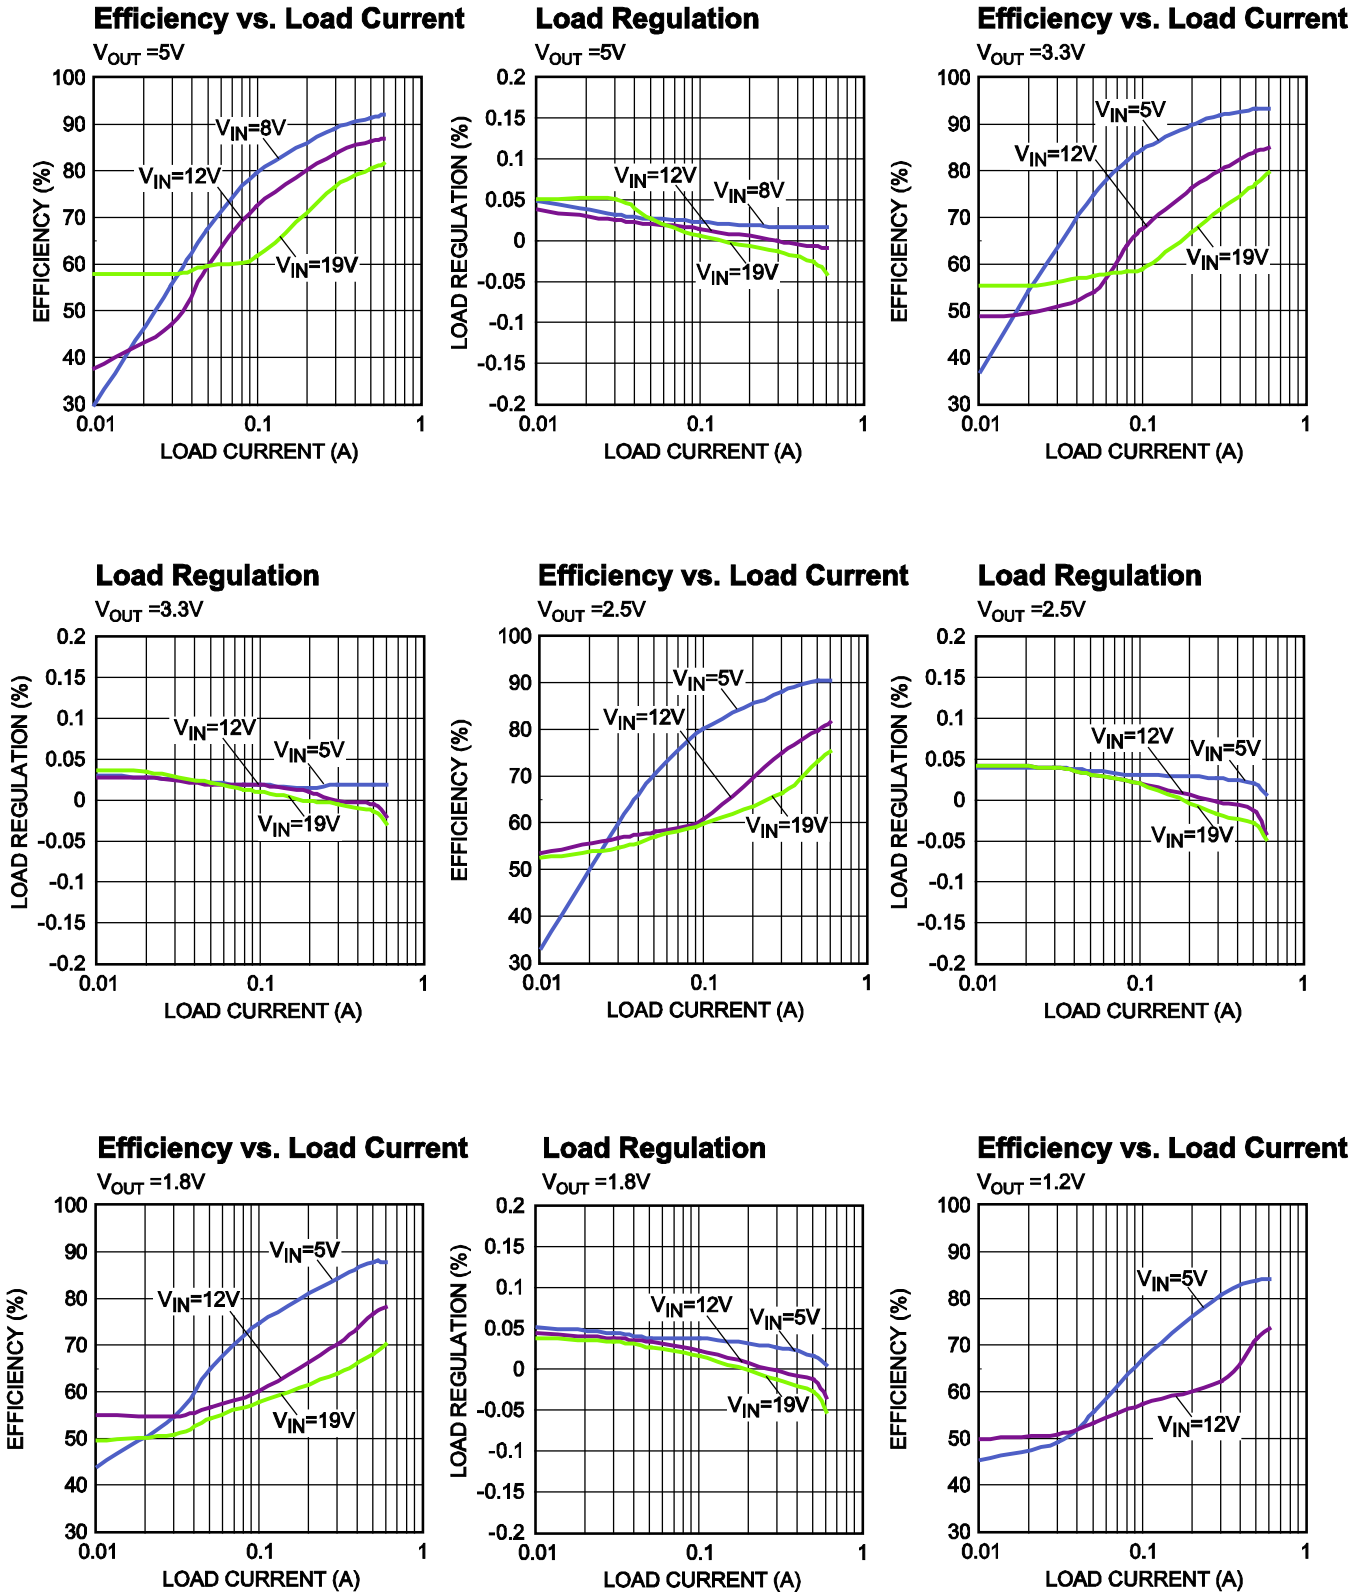 Efficiency vs. Load Current
VOUT =5V
100
90
80
70
60
50
40
30
EFFICIENCY (%)
VIN=8V
VIN=12V
VIN=19V
0.01
0.1
1
LOAD CURRENT (A)
Load Regulation
VOUT =5V
0.2
0.15
0.1
0.05
0
-0.05
-0.1
-0.15
-0.2
LOAD REGULATION (%)
VIN=12V
VIN=8V
VIN=19V
0.01
0.1
1
LOAD CURRENT (A)
Efficiency vs. Load Current
VOUT =3.3V
100
90
80
70
60
50
40
30
EFFICIENCY (%)
VIN=5V
VIN=12V
VIN=19V
0.01
0.1
1
LOAD CURRENT (A)
Load Regulation
VOUT =3.3V
0.2
0.15
0.1
0.05
0
-0.05
-0.1
-0.15
-0.2
LOAD REGULATION (%)
VIN=12V
VIN=5V
VIN=19V
0.01
0.1
1
LOAD CURRENT (A)
Efficiency vs. Load Current
VOUT =2.5V
100
90
80
70
60
50
40
30
EFFICIENCY (%)
VIN=5V
VIN=12V
VIN=19V
0.01
0.1
1
LOAD CURRENT (A)
Load Regulation
VOUT =2.5V
0.2
0.15
0.1
0.05
0
-0.05
-0.1
-0.15
-0.2
LOAD REGULATION (%)
VIN=12V
VIN=5V
VIN=19V
0.01
0.1
1
LOAD CURRENT (A)
Efficiency vs. Load Current
VOUT =1.8V
100
90
80
70
60
50
40
30
EFFICIENCY (%)
VIN=5V
VIN=12V
VIN=19V
0.01
0.1
1
LOAD CURRENT (A)
Load Regulation
VOUT =1.8V
0.2
0.15
0.1
0.05
0
-0.05
-0.1
-0.15
-0.2
LOAD REGULATION (%)
VIN=12V
VIN=5V
VIN=19V
0.01
0.1
1
LOAD CURRENT (A)
Efficiency vs. Load Current
VOUT =1.2V
100
90
80
70
60
50
40
30
EFFICIENCY (%)
VIN=5V
VIN=12V
0.01
0.1
1
LOAD CURRENT (A)